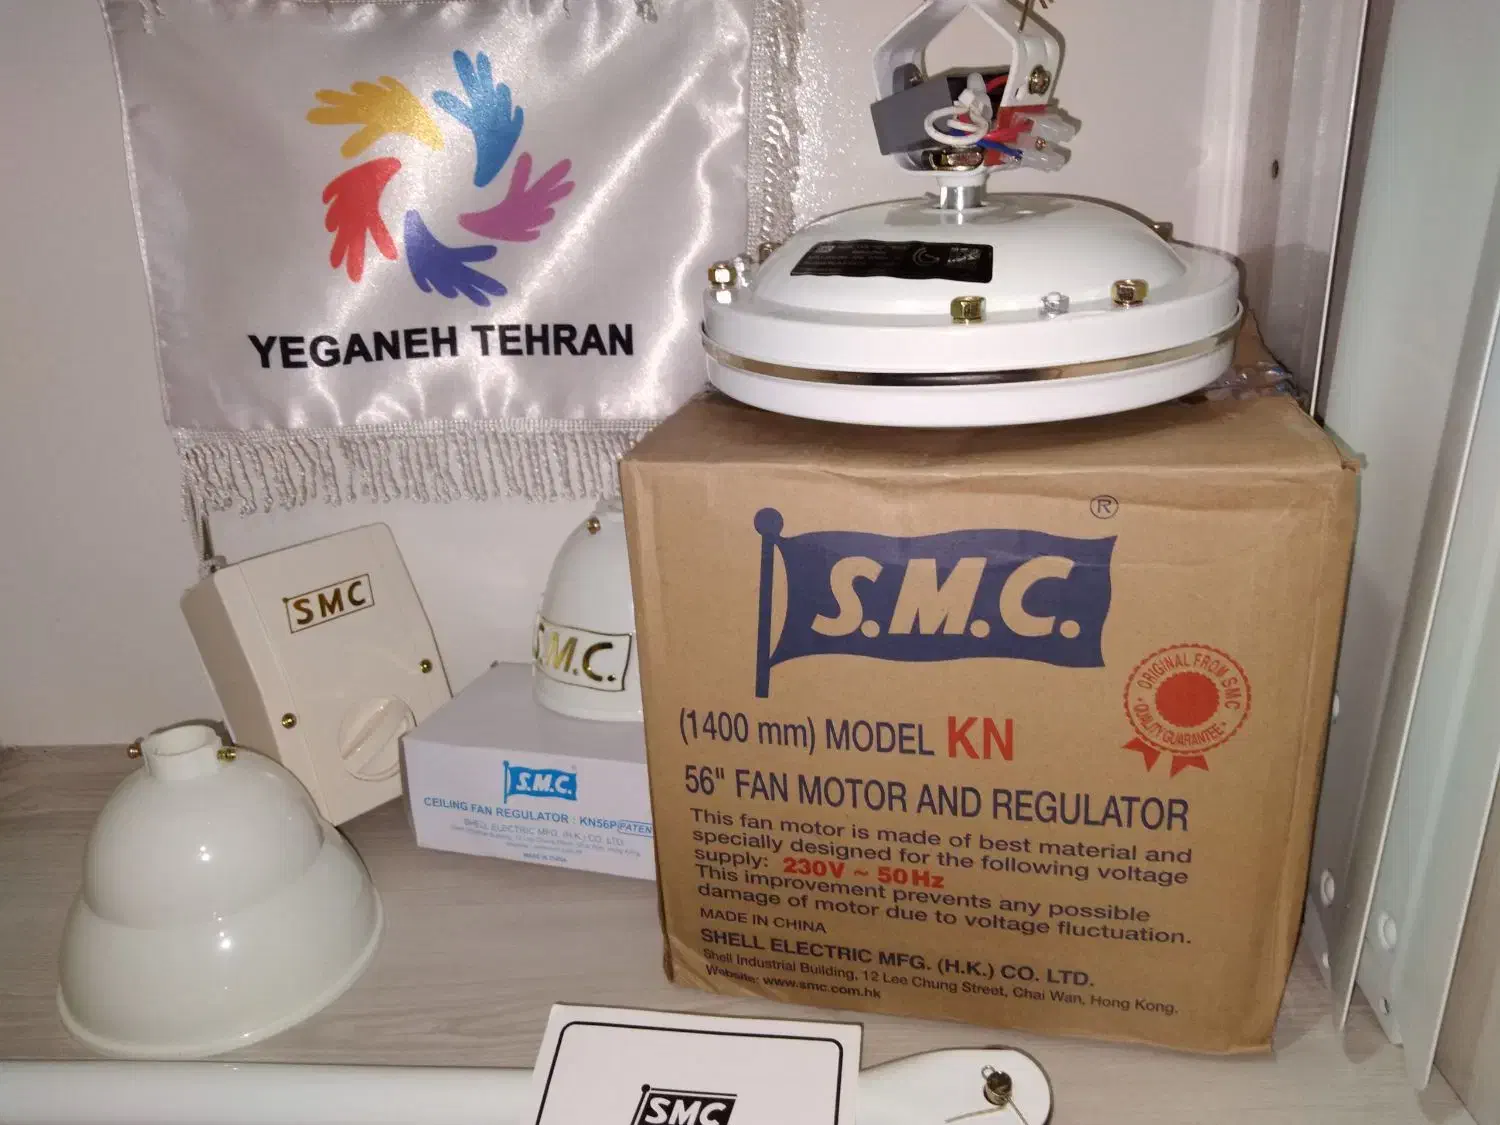 YEGANEH TEHRAN
SMC
S.M.C.
M.C.
S.M.C.
CEILING FAN REGULATOR : KN56P PATEN
SHELL ELECTRIC MFG. (H.K.) CO. LTD.
MADE IN CHINA
®
S.M.C.
ORIGINAL FROM SMC
QUALITY GUARANTEE
(1400 mm) MODEL KN
56" FAN MOTOR AND REGULATOR
This fan motor is made of best material and
specially designed for the following voltage
supply: 230V ~ 50Hz
This improvement prevents any possible
damage of motor due to voltage fluctuation.
MADE IN CHINA
SHELL ELECTRIC MFG. (H.K.) CO. LTD.
Shell Industrial Building, 12 Lee Chung Street, Chai Wan, Hong Kong.
Website: www.smc.com.hk
SMC